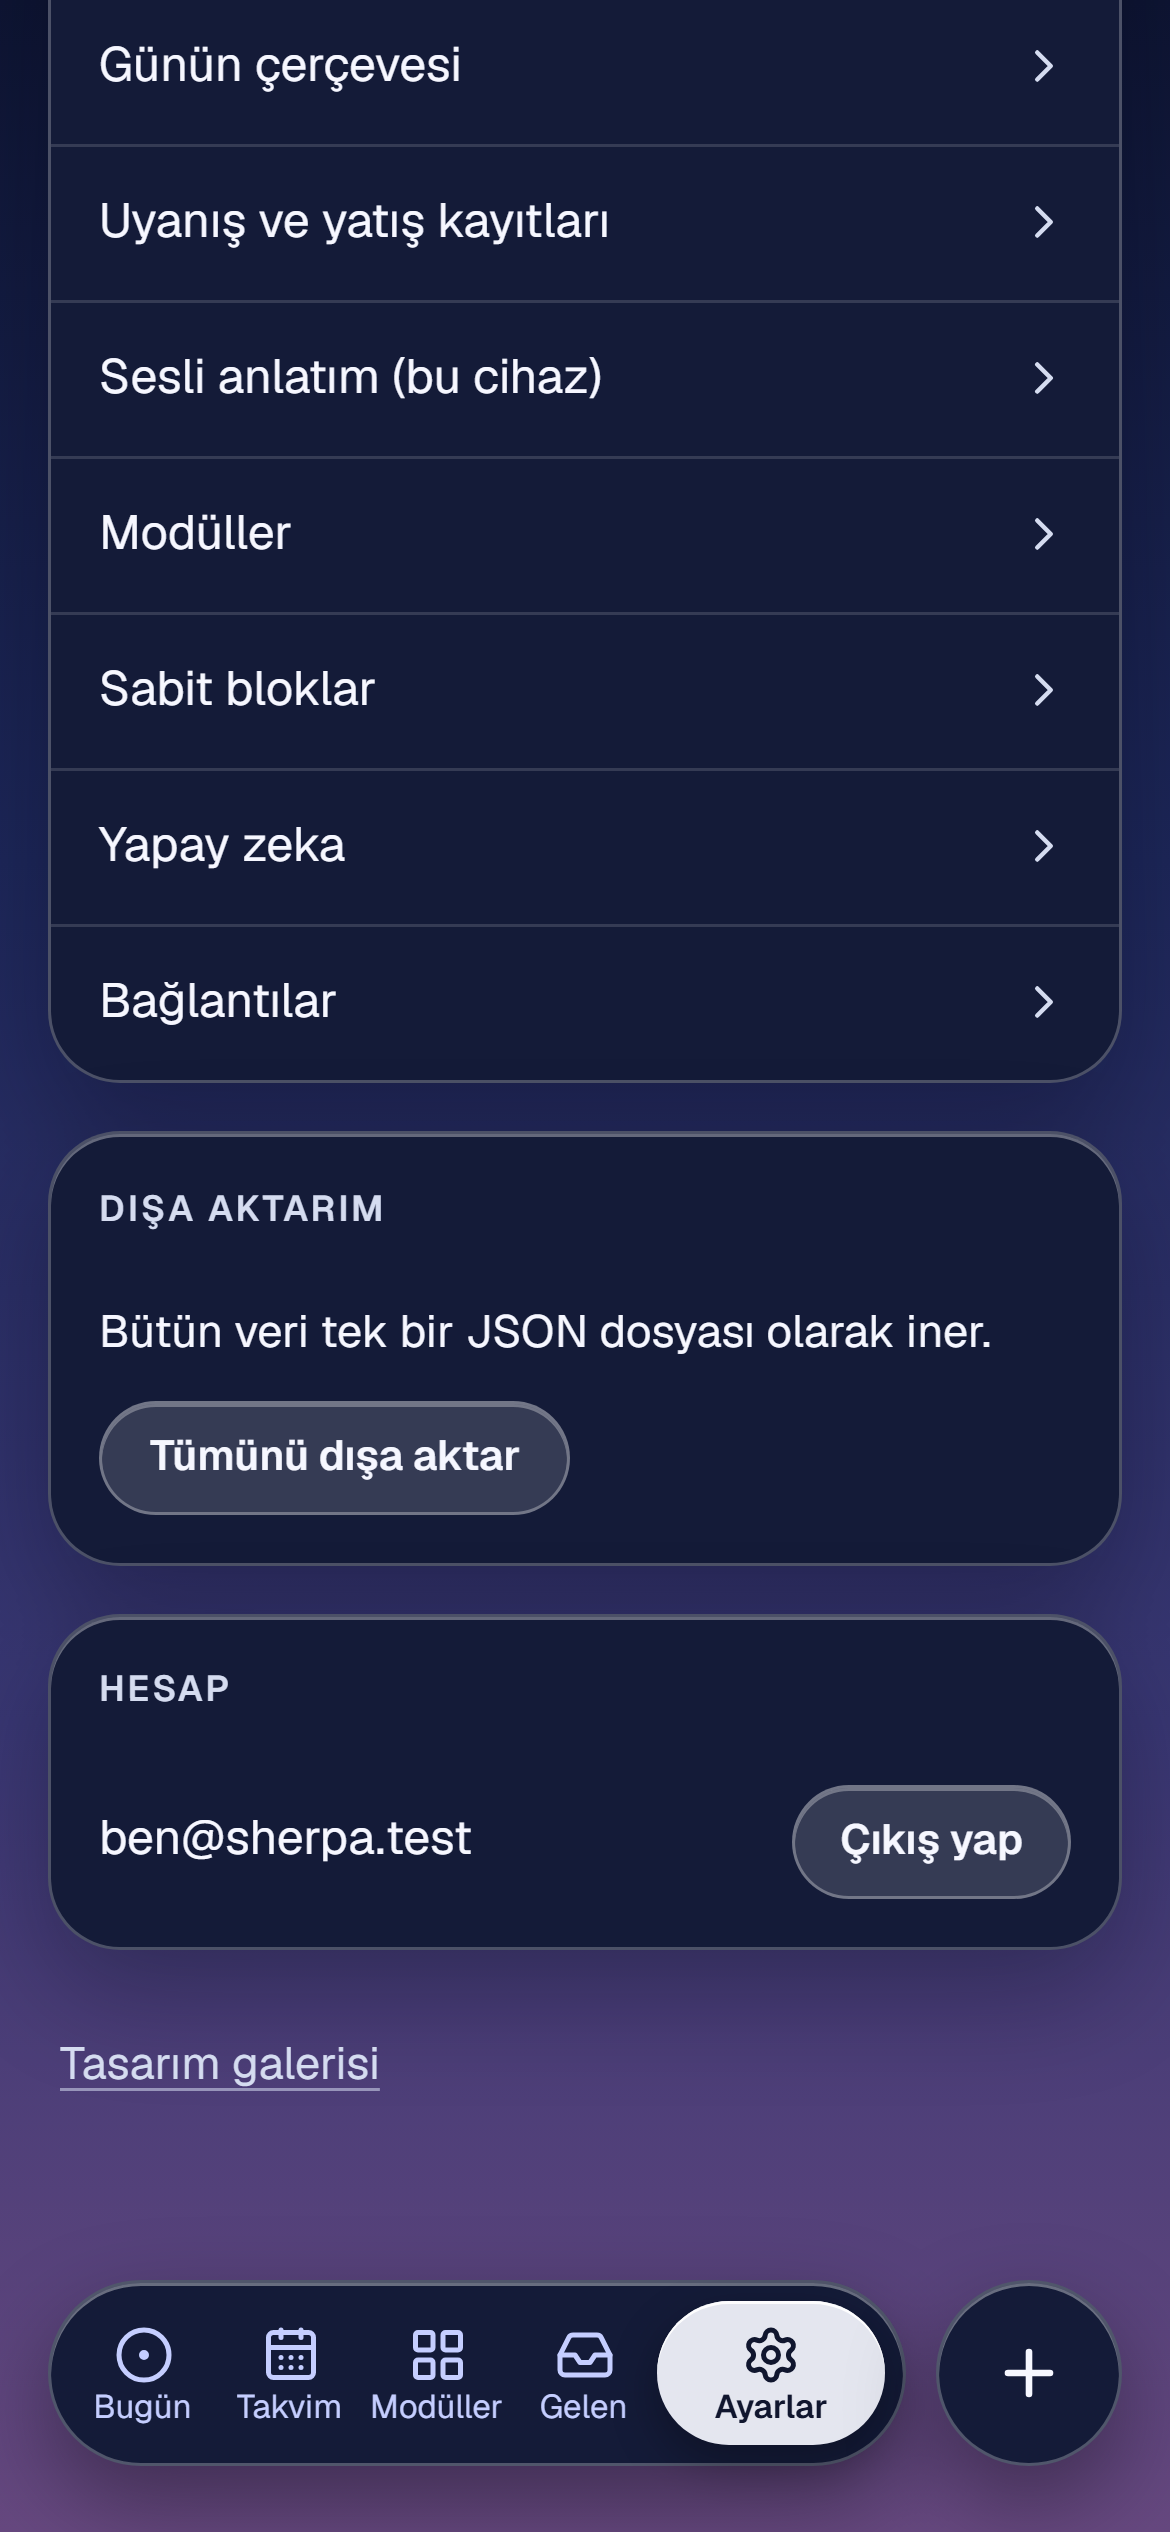 Günün çerçevesi
Uyanış ve yatış kayıtları
Sesli anlatım (bu cihaz)
Modüller
Sabit bloklar
Yapay zeka
Bağlantılar
DIŞA AKTARIM
Bütün veri tek bir JSON dosyası olarak iner.
Tümünü dışa aktar
HESAP
ben@sherpa.test
Çıkış yap
Tasarım galerisi
Bugün
Takvim
Modüller
Gelen
Ayarlar